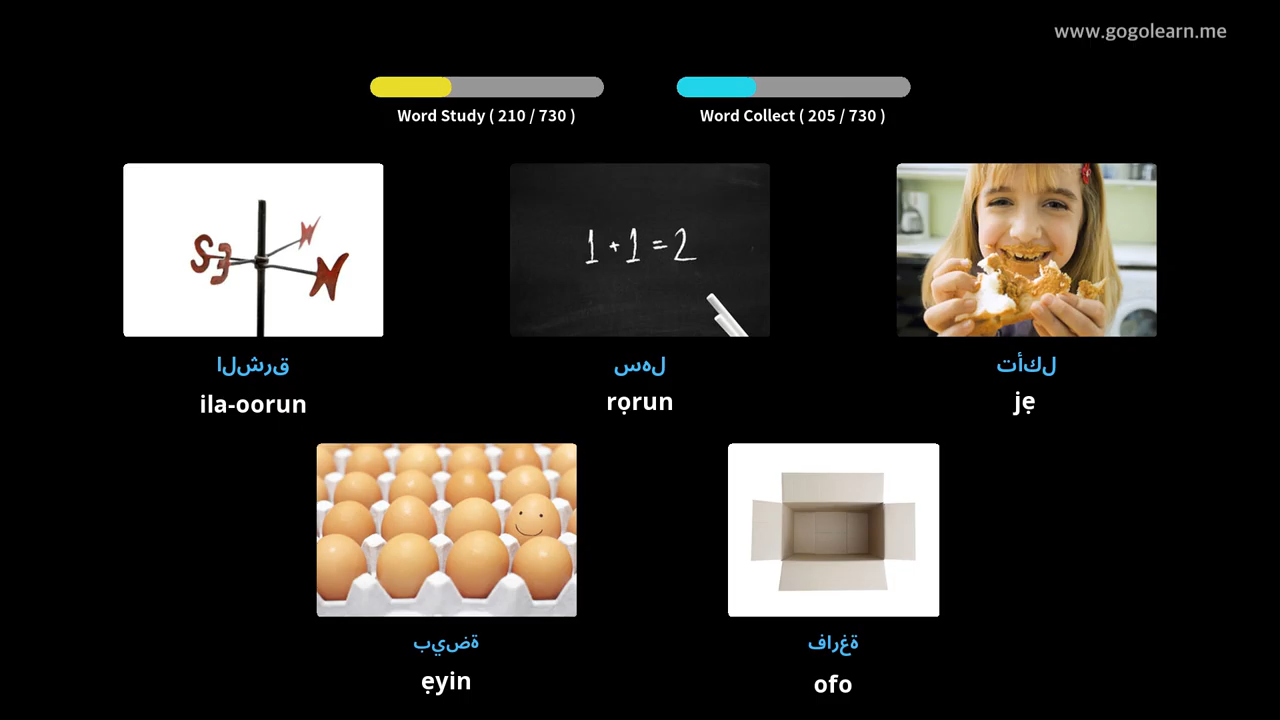 www.gogolearn.me
Word Study ( 210 / 730 )
Word Collect ( 205 / 730 )
الشرق
سهل
تأكل
ila-oorun
rọrun
jẹ
بيضة
فارغة
ẹyin
ofo
1 + 1 = 2
S
E
N
W